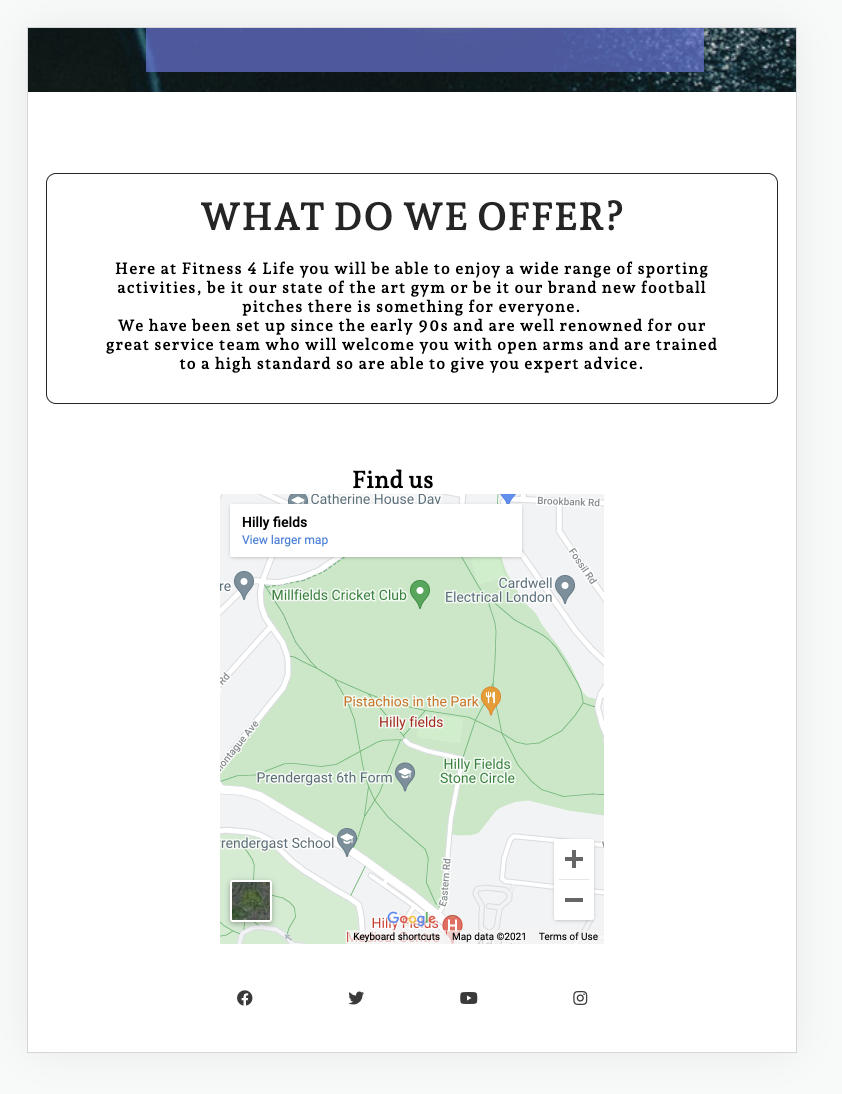 WHAT DO WE OFFER?
Here at Fitness 4 Life you will be able to enjoy a wide range of sporting
activities, be it our state of the art gym or be it our brand new football
pitches there is something for everyone.
We have been set up since the early 90s and are well renowned for our
great service team who will welcome you with open arms and are trained
to a high standard so are able to give you expert advice.
Find us
Catherine House Day
Brookbank Rd
Hilly fields
View larger map
Fossil Rd
re
Millfields Cricket Club
Cardwell
Electrical London
Rd
Pistachios in the Park
Hilly fields
ontague Ave
Hilly Fields
Stone Circle
Prendergast 6th Form
rendergast School
Eastern Rd
Google
Hilly Fields
Keyboard shortcuts
Map data ©2021
Terms of Use